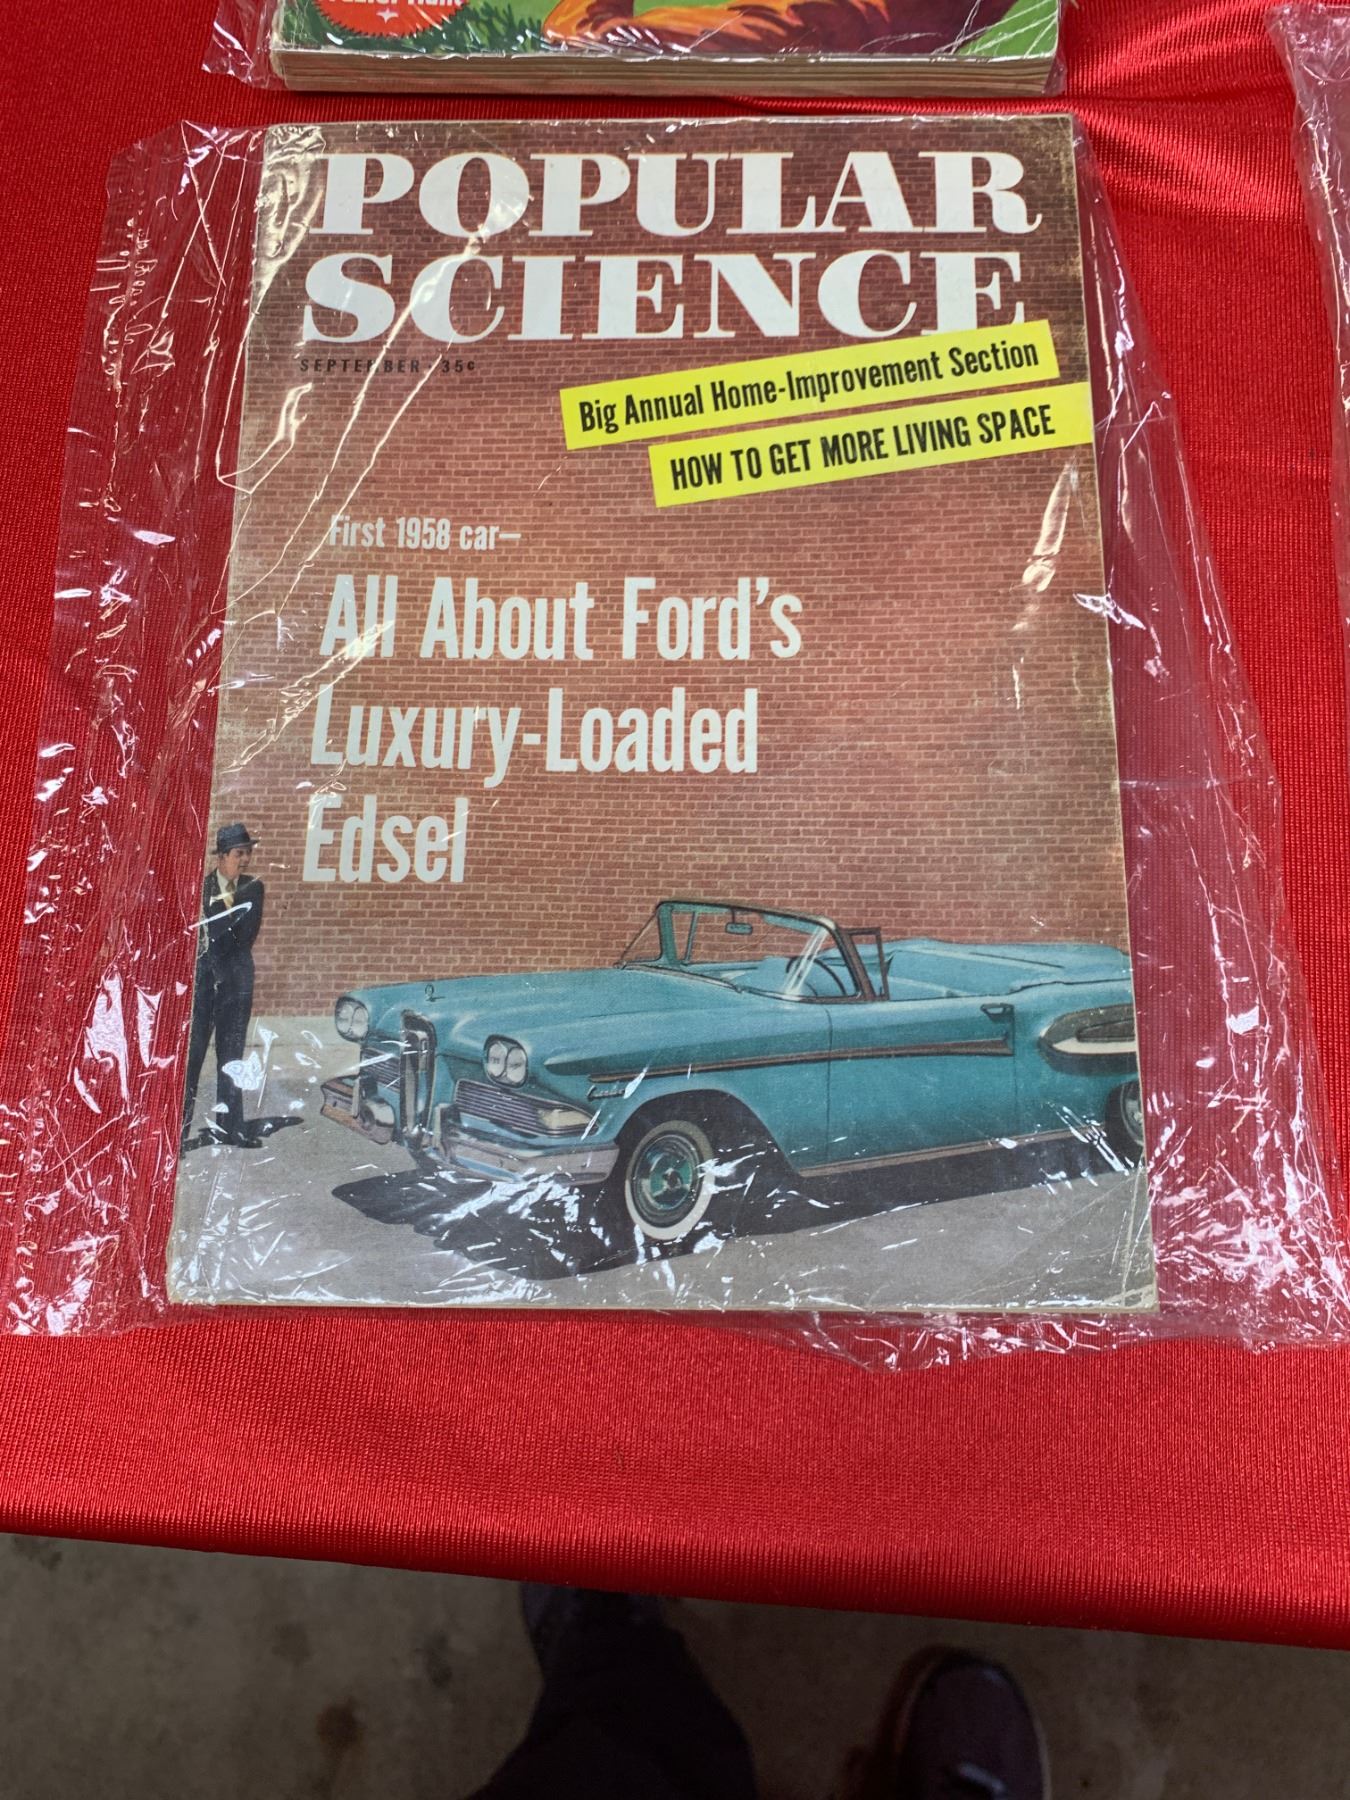 POPULAR
SCIENCE
SEPTEMBER · 35¢
Big Annual Home-Improvement Section
HOW TO GET MORE LIVING SPACE
First 1958 car—
All About Ford's
Luxury-Loaded
Edsel